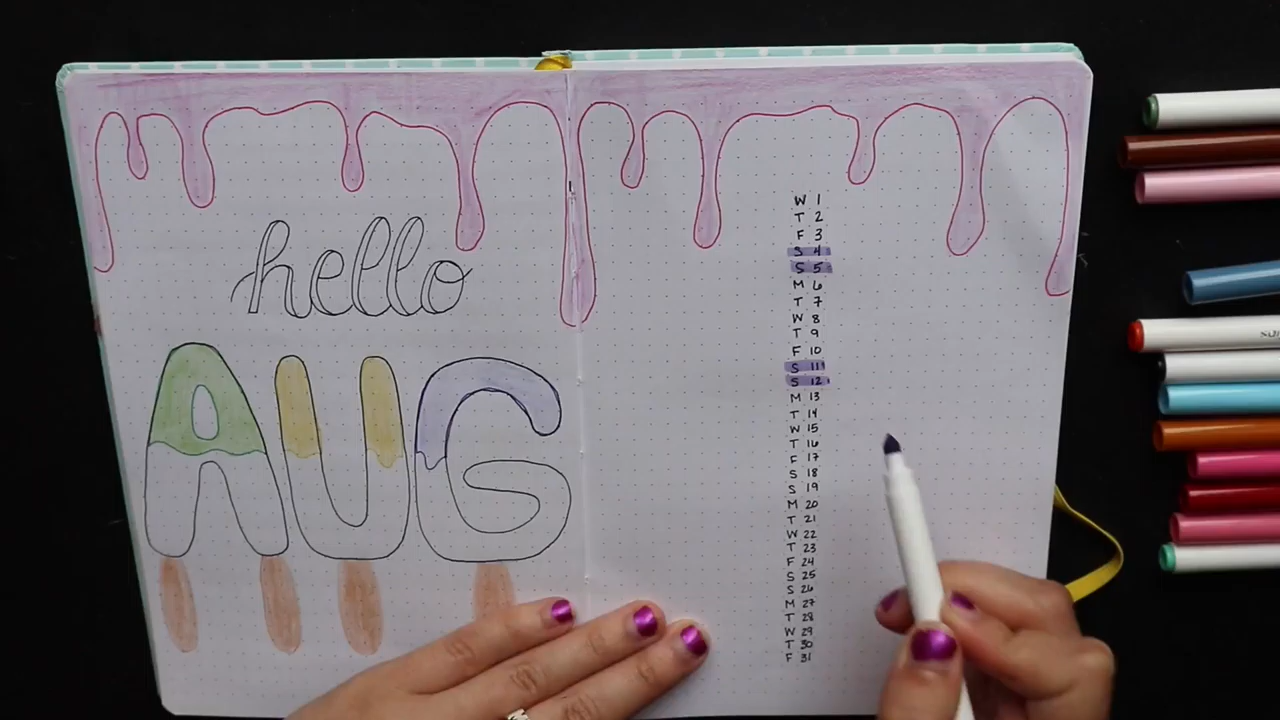 hello
AUG
W 1
T 2
F 3
S 4
S 5
M 6
T 7
W 8
T 9
F 10
S 11
S 12
M 13
T 14
W 15
T 16
F 17
S 18
S 19
M 20
T 21
W 22
T 23
F 24
S 25
S 26
M 27
T 28
W 29
T 30
F 31